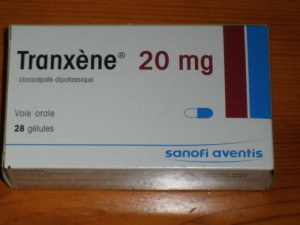 Tranxène® 20 mg
clorazépate dipotassique
Voie orale
28 gélules
sanofi aventis